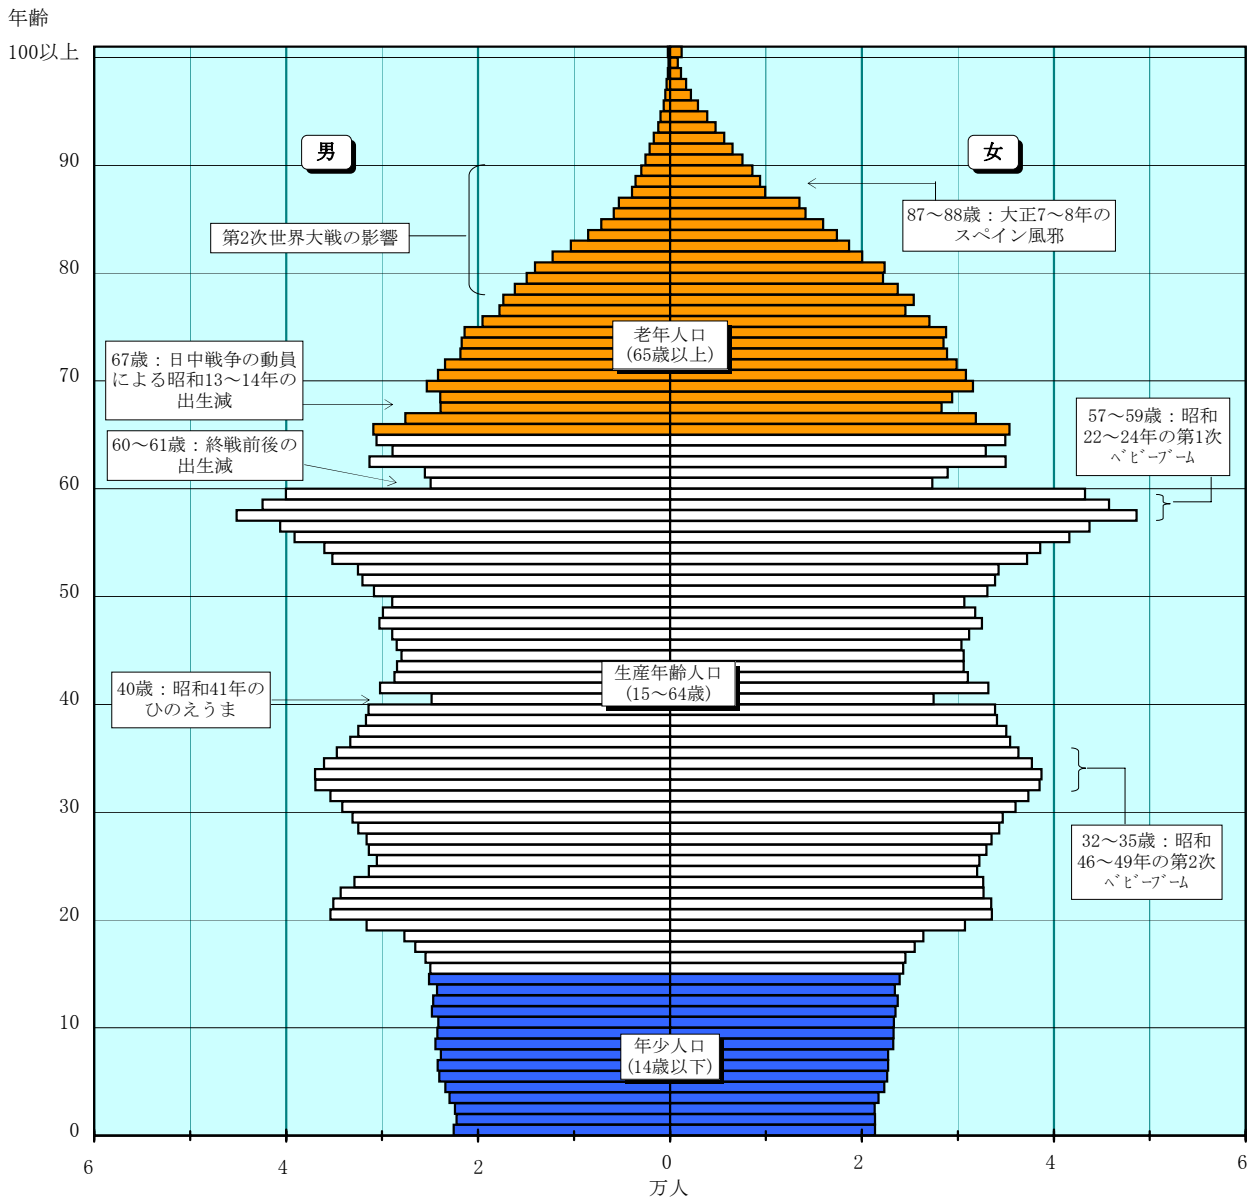 年齢
100以上
男
女
90
87～88歳：大正7～8年の
スペイン風邪
第2次世界大戦の影響
80
老年人口
(65歳以上)
67歳：日中戦争の動員
による昭和13～14年の
出生減
70
57～59歳：昭和
22～24年の第1次
ﾍﾞﾋﾞｰﾌﾞｰﾑ
60～61歳：終戦前後の
出生減
60
50
生産年齢人口
(15～64歳)
40歳：昭和41年の
ひのえうま
40
30
32～35歳：昭和
46～49年の第2次
ﾍﾞﾋﾞｰﾌﾞｰﾑ
20
10
年少人口
(14歳以下)
0
6
4
2
0
2
4
6
万人